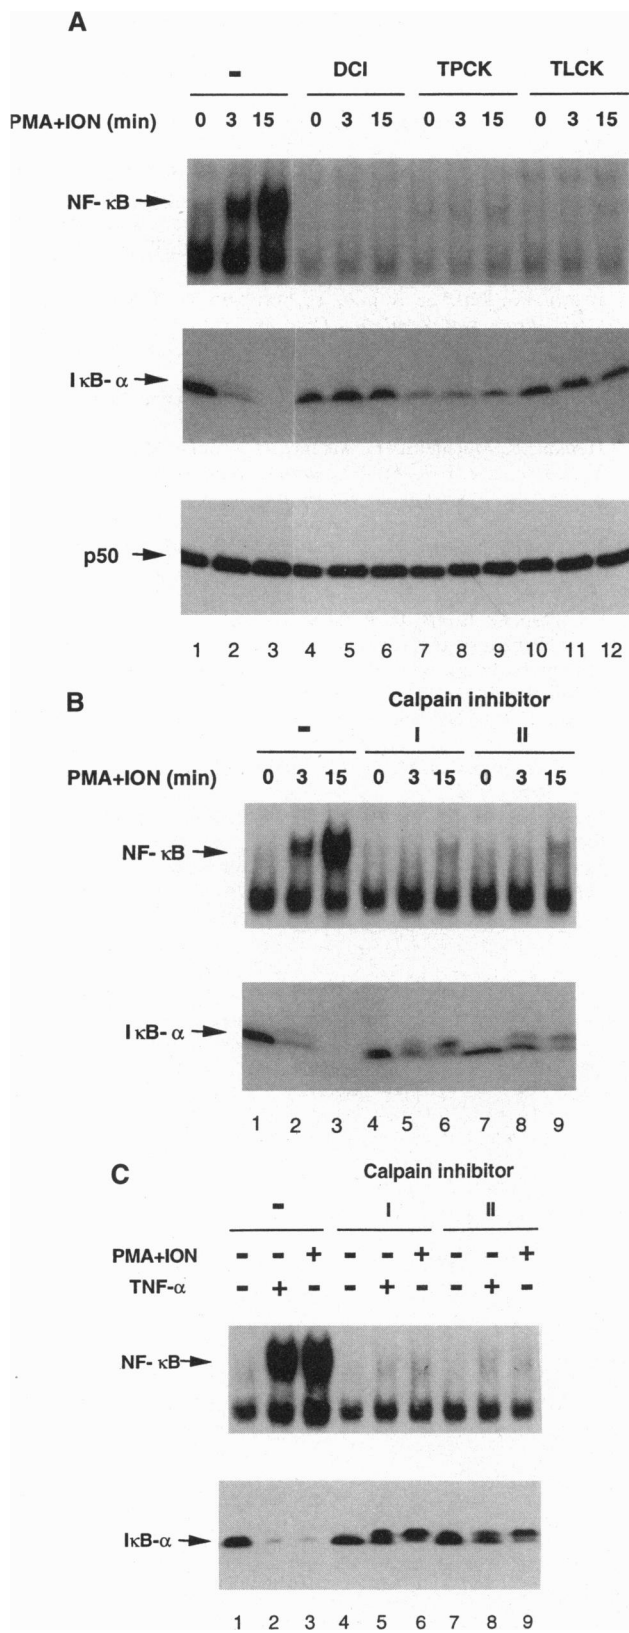 A
- DCI TPCK TLCK
PMA+ION (min) 0 3 15 0 3 15 0 3 15 0 3 15
NF- κB
I κB- α
p50
1 2 3 4 5 6 7 8 9 10 11 12
B
Calpain inhibitor
- I II
PMA+ION (min) 0 3 15 0 3 15 0 3 15
NF- κB
I κB- α
1 2 3 4 5 6 7 8 9
C
Calpain inhibitor
- I II
PMA+ION - - + - - + - - +
TNF-α - + - - + - - + -
NF- κB
IκB-α
1 2 3 4 5 6 7 8 9